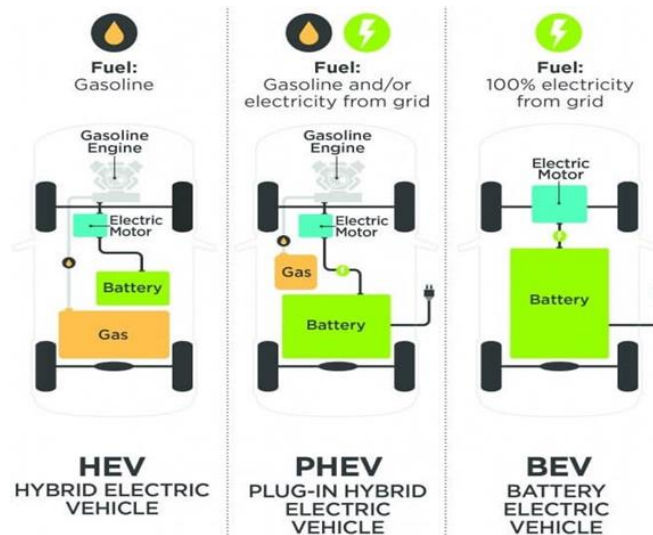 Fuel:
Gasoline
Gasoline
Engine
Electric
Motor
Battery
Gas
HEV
HYBRID ELECTRIC
VEHICLE
Fuel:
Gasoline and/or
electricity from grid
Gasoline
Engine
Electric
Motor
Gas
Battery
PHEV
PLUG-IN HYBRID
ELECTRIC
VEHICLE
Fuel:
100% electricity
from grid
Electric
Motor
Battery
BEV
BATTERY
ELECTRIC
VEHICLE